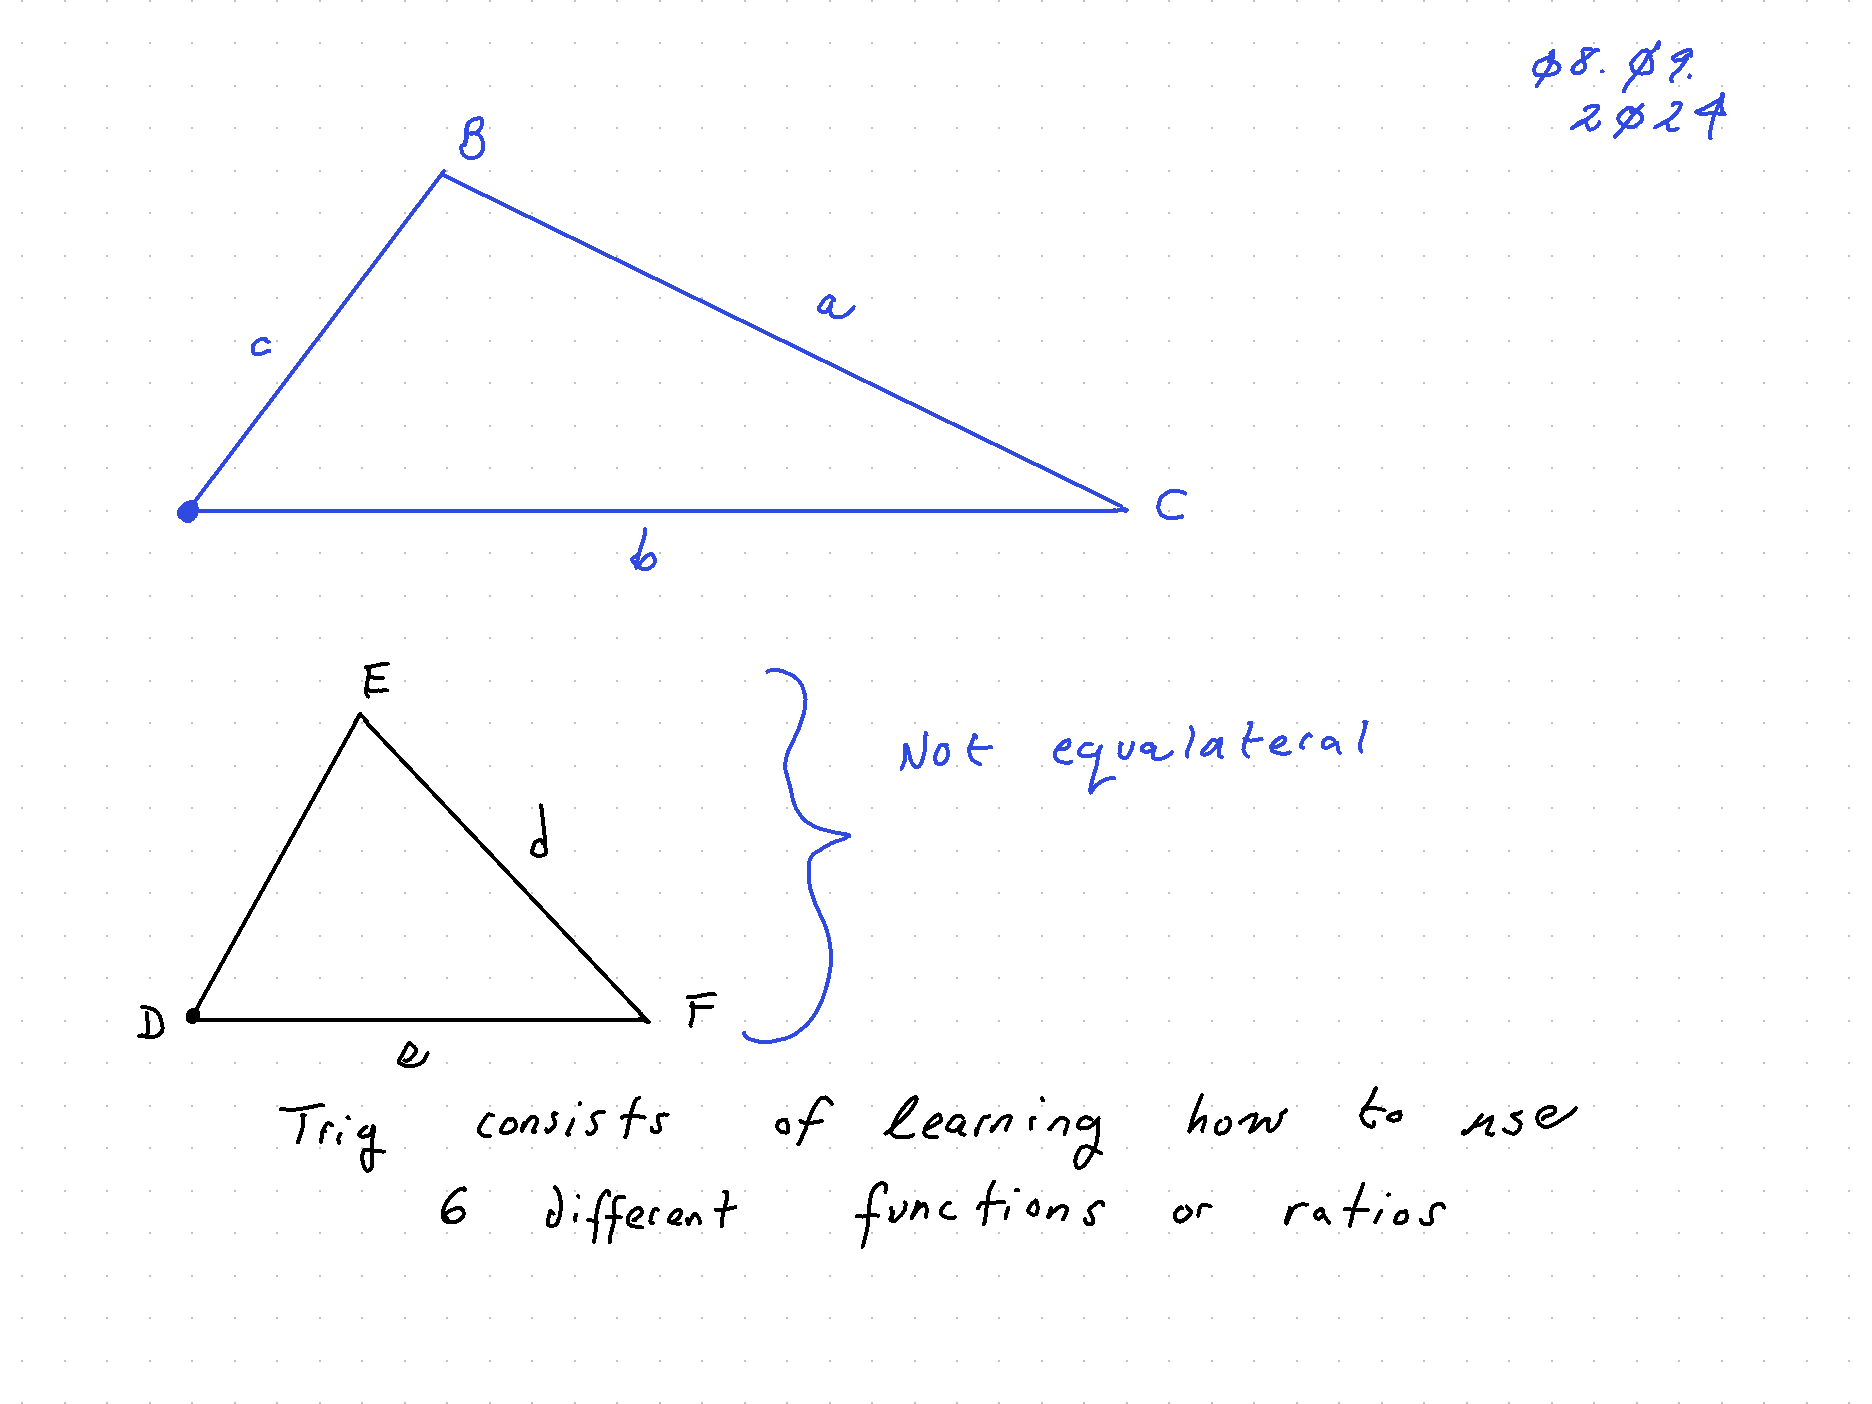 ø8. ø9.
2ø24
B
a
c
C
b
E
Not equalateral
d
F
D
e
Trig consists of learning how to use
6 different functions or ratios